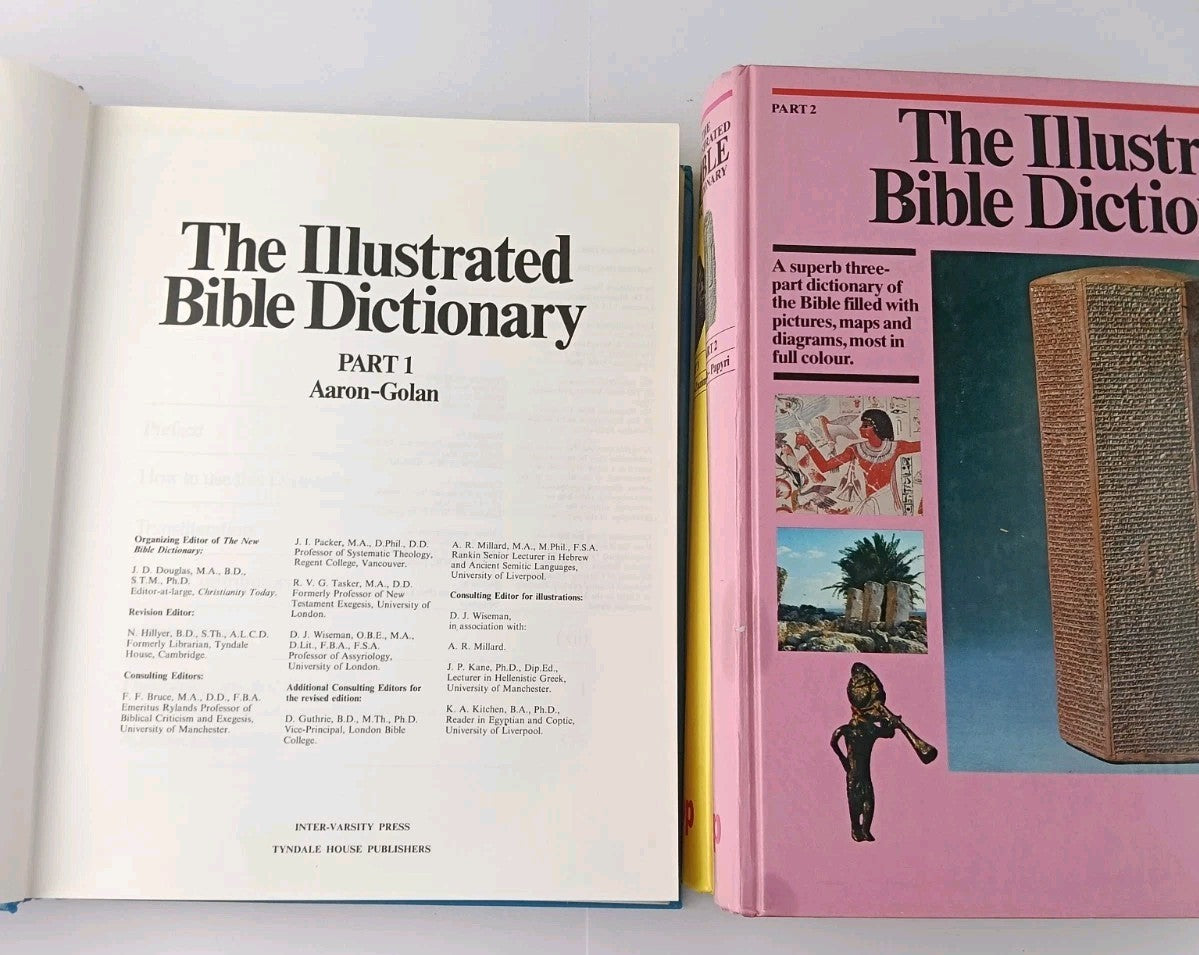 The Illustrated
Bible Dictionary
PART 1
Aaron-Golan
Preface
Organizing Editor of The New
Bible Dictionary:
J. D. Douglas, M.A., B.D.,
S.T.M., Ph.D.
Editor-at-large, Christianity Today.
Revision Editor:
N. Hillyer, B.D., S.Th., A.L.C.D.
Formerly Librarian, Tyndale
House, Cambridge.
Consulting Editors:
F. F. Bruce, M.A., D.D., F.B.A.
Emeritus Rylands Professor of
Biblical Criticism and Exegesis,
University of Manchester.
J. I. Packer, M.A., D.Phil., D.D.
Professor of Systematic Theology,
Regent College, Vancouver.
R. V. G. Tasker, M.A., D.D.
Formerly Professor of New
Testament Exegesis, University of
London.
D. J. Wiseman, O.B.E., M.A.,
D.Lit., F.B.A., F.S.A.
Professor of Assyriology,
University of London.
Additional Consulting Editors for
the revised edition:
D. Guthrie, B.D., M.Th., Ph.D.
Vice-Principal, London Bible
College.
A. R. Millard, M.A., M.Phil., F.S.A.
Rankin Senior Lecturer in Hebrew
and Ancient Semitic Languages,
University of Liverpool.
Consulting Editor for illustrations:
D. J. Wiseman,
in association with:
A. R. Millard.
J. P. Kane, Ph.D., Dip.Ed.,
Lecturer in Hellenistic Greek,
University of Manchester.
K. A. Kitchen, B.A., Ph.D.,
Reader in Egyptian and Coptic,
University of Liverpool.
INTER-VARSITY PRESS
TYNDALE HOUSE PUBLISHERS
PART 2
The Illustr
Bible Dictio
A superb three-
part dictionary of
the Bible filled with
pictures, maps and
diagrams, most in
full colour.
Papyri